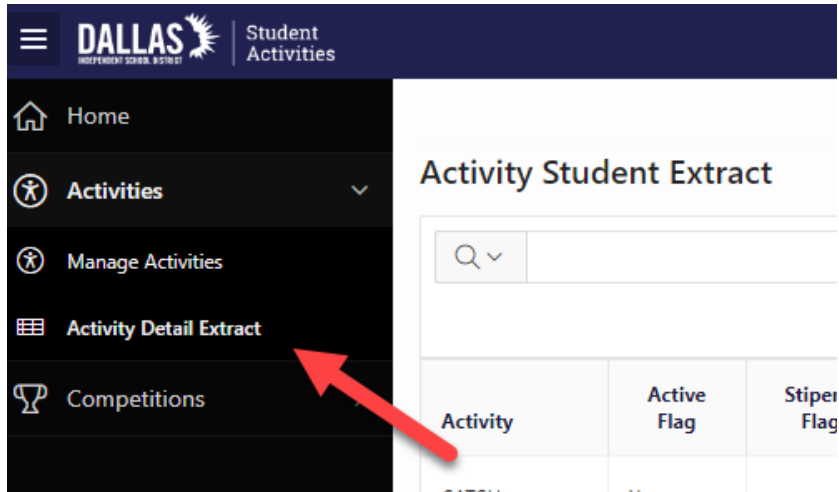 DALLAS
INDEPENDENT SCHOOL DISTRICT
Student
Activities
Home
Activities
Manage Activities
Activity Detail Extract
Competitions
Activity Student Extract
Activity
Active
Flag
Flag